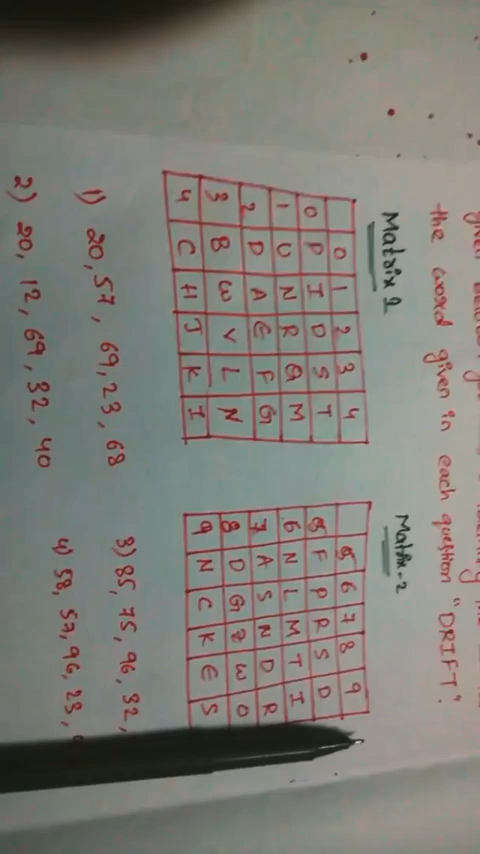 the word given in each question "DRIFT".
Matrix 1
0 1 2 3 4
0 D I D S T
1 U N R Q M
2 D A E F G
3 B W V L N
4 C H J K I
Matrix-2
5 6 7 8 9
5 F P R S D
6 N L M T I
7 A S N D R
8 D G Z W O
9 N C K E S
1) 20, 57, 69, 23, 68
3) 85, 75, 96, 32,
2) 20, 12, 69, 32, 40
4) 58, 57, 96, 23,